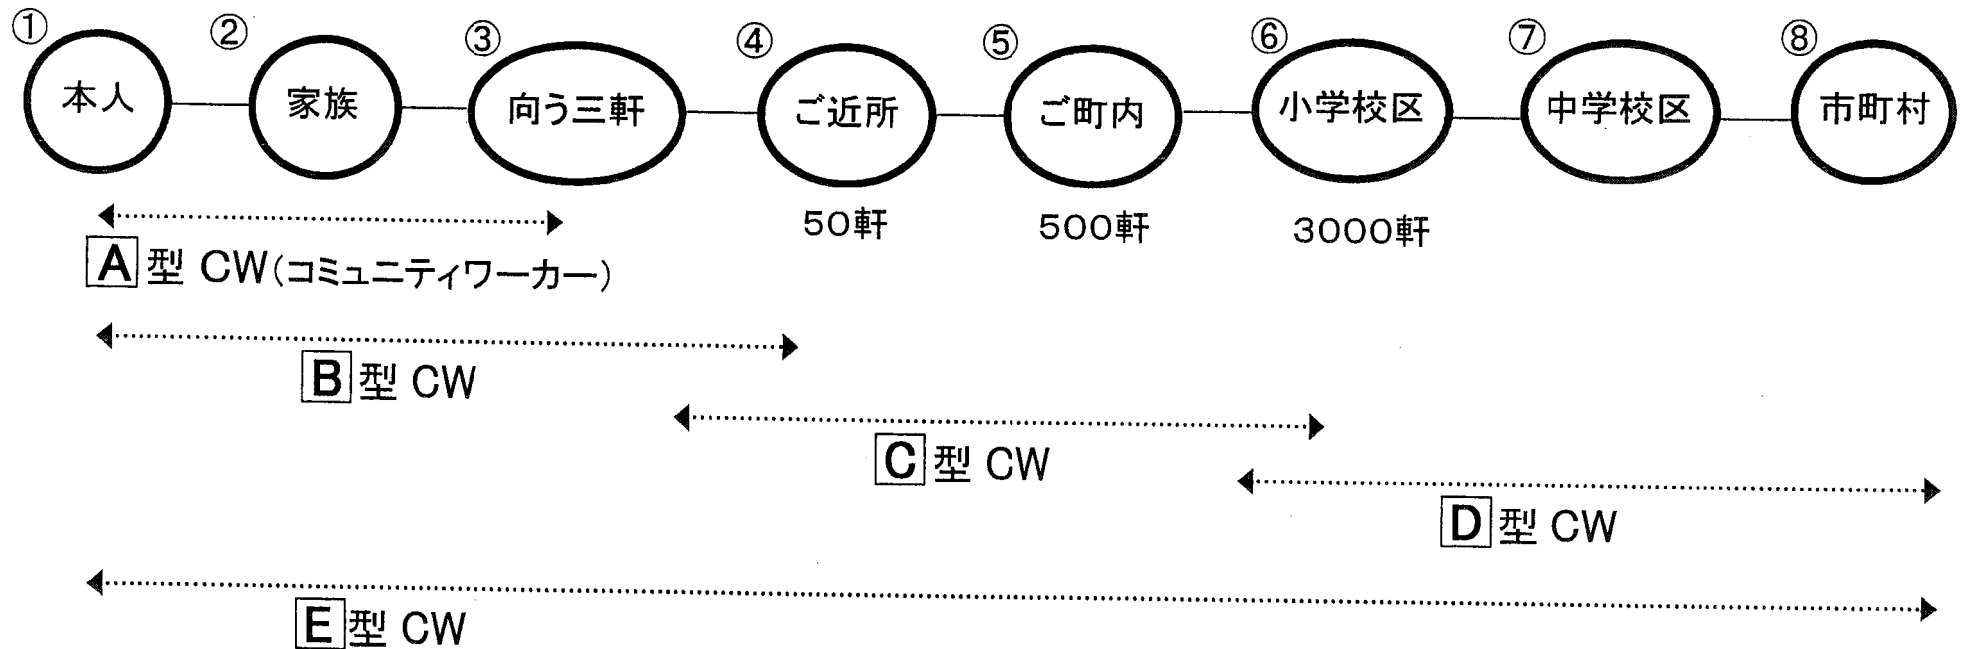 ① ② ③ ④ ⑤ ⑥ ⑦ ⑧
本人 家族 向う三軒 ご近所 ご町内 小学校区 中学校区 市町村
50軒 500軒 3000軒
A型 CW(コミュニティワーカー)
B型 CW
C型 CW
D型 CW
E型 CW